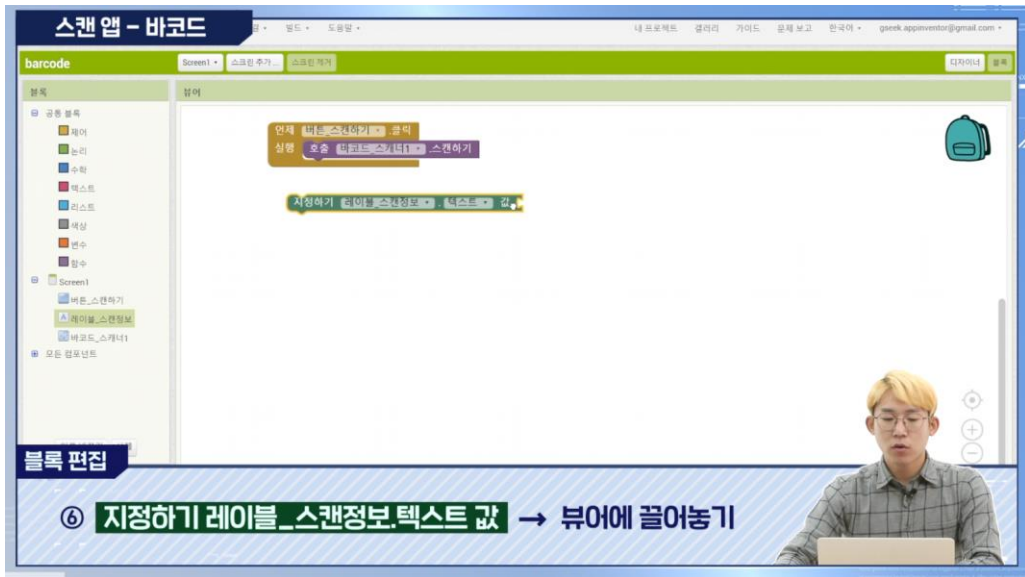 스캔 앱 – 바코드
빌드 ▾ 도움말 ▾ 내 프로젝트 갤러리 가이드 문제 보고 한국어 ▾ gseek.appinventor@gmail.com ▾
barcode Screen1 ▾ 스크린 추가 ... 스크린 제거 디자이너 블록
블록 뷰어
공통 블록
제어
논리
수학
텍스트
리스트
색상
변수
함수
Screen1
버튼_스캔하기
레이블_스캔정보
바코드_스캐너1
모든 컴포넌트
언제 버튼_스캔하기 ▾ .클릭
실행 호출 바코드_스캐너1 ▾ .스캔하기
지정하기 레이블_스캔정보 ▾ . 텍스트 ▾ 값
블록 편집
⑥ 지정하기 레이블_스캔정보.텍스트 값 → 뷰어에 끌어놓기